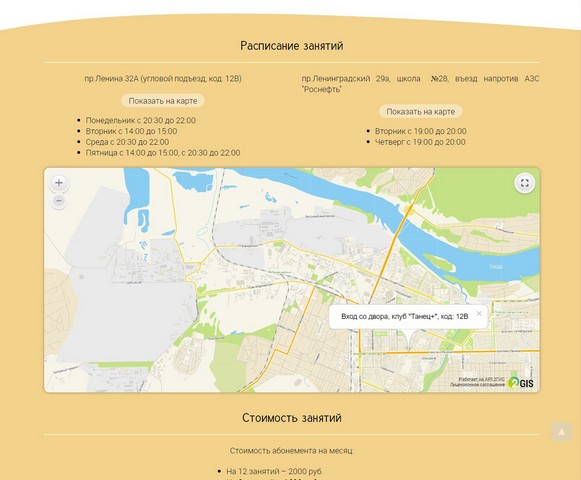 Расписание занятий
пр.Ленина 32А (угловой подъезд, код: 12В)
Показать на карте
Понедельник с 20:30 до 22:00
Вторник с 14:00 до 15:00
Среда с 20:30 до 22:00
Пятница с 14:00 до 15:00, с 20:30 до 22:00
пр.Ленинградский 29а, школа №28, въезд напротив АЗС
"Роснефть"
Показать на карте
Вторник с 19:00 до 20:00
Четверг с 19:00 до 20:00
Вход со двора, клуб "Танец+", код: 12В
Работает на API 2ГИС
Лицензионное соглашение
2GIS
Стоимость занятий
Стоимость абонемента на месяц:
На 12 занятий – 2000 руб.